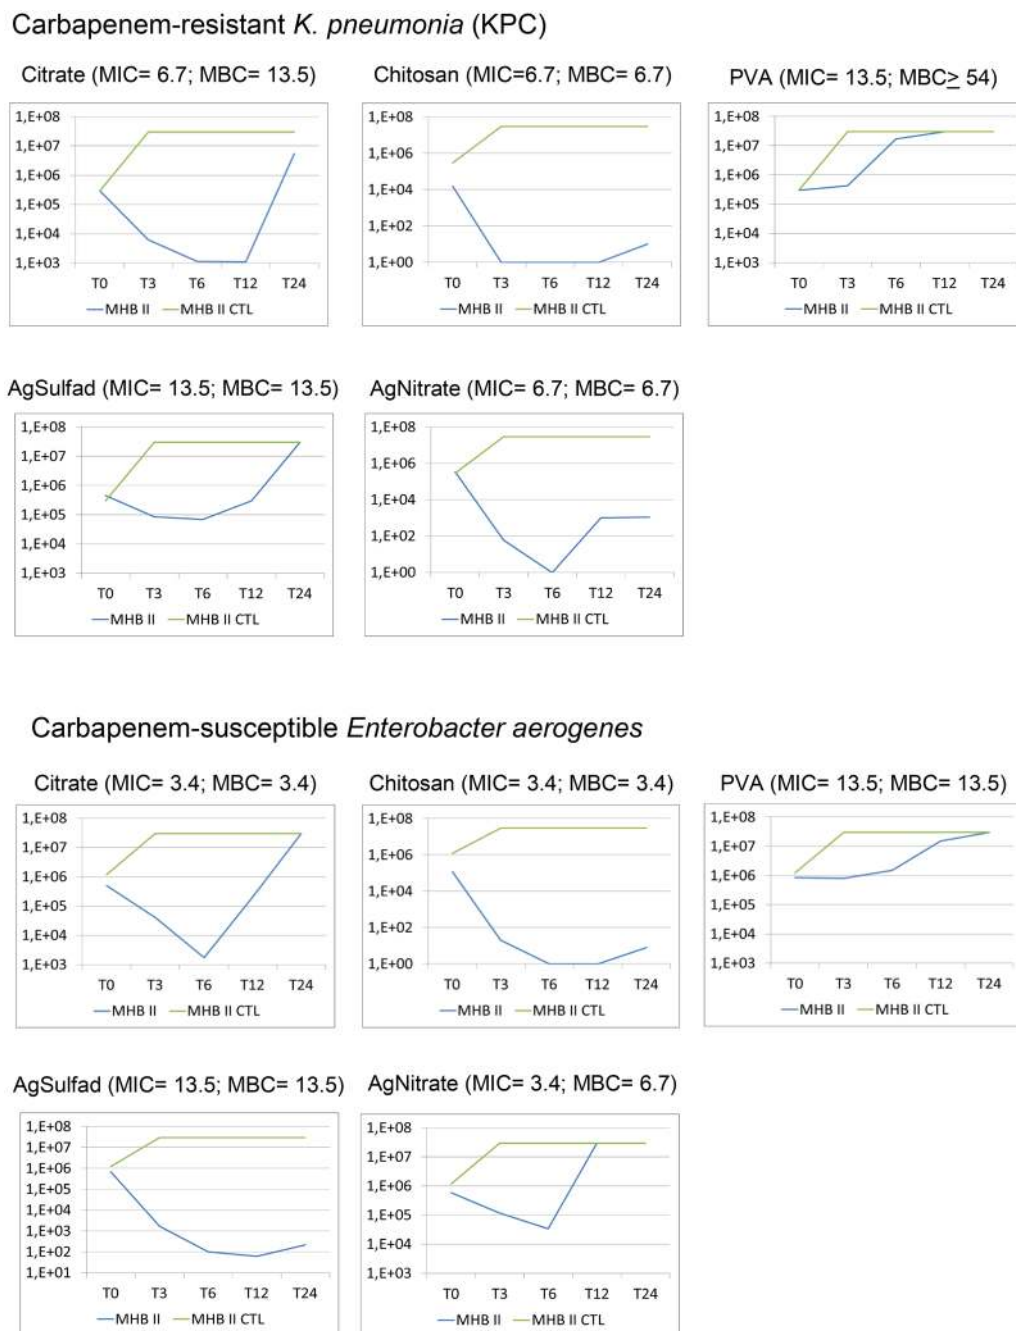 Carbapenem-resistant K. pneumonia (KPC)
Citrate (MIC= 6.7; MBC= 13.5)
1,E+08
1,E+07
1,E+06
1,E+05
1,E+04
1,E+03
T0 T3 T6 T12 T24
MHB II MHB II CTL
Chitosan (MIC=6.7; MBC= 6.7)
1,E+08
1,E+06
1,E+04
1,E+02
1,E+00
T0 T3 T6 T12 T24
MHB II MHB II CTL
PVA (MIC= 13.5; MBC≥ 54)
1,E+08
1,E+07
1,E+06
1,E+05
1,E+04
1,E+03
T0 T3 T6 T12 T24
MHB II MHB II CTL
AgSulfad (MIC= 13.5; MBC= 13.5)
1,E+08
1,E+07
1,E+06
1,E+05
1,E+04
1,E+03
T0 T3 T6 T12 T24
MHB II MHB II CTL
AgNitrate (MIC= 6.7; MBC= 6.7)
1,E+08
1,E+06
1,E+04
1,E+02
1,E+00
T0 T3 T6 T12 T24
MHB II MHB II CTL
Carbapenem-susceptible Enterobacter aerogenes
Citrate (MIC= 3.4; MBC= 3.4)
1,E+08
1,E+07
1,E+06
1,E+05
1,E+04
1,E+03
T0 T3 T6 T12 T24
MHB II MHB II CTL
Chitosan (MIC= 3.4; MBC= 3.4)
1,E+08
1,E+06
1,E+04
1,E+02
1,E+00
T0 T3 T6 T12 T24
MHB II MHB II CTL
PVA (MIC= 13.5; MBC= 13.5)
1,E+08
1,E+07
1,E+06
1,E+05
1,E+04
1,E+03
T0 T3 T6 T12 T24
MHB II MHB II CTL
AgSulfad (MIC= 13.5; MBC= 13.5)
1,E+08
1,E+07
1,E+06
1,E+05
1,E+04
1,E+03
1,E+02
1,E+01
T0 T3 T6 T12 T24
MHB II MHB II CTL
AgNitrate (MIC= 3.4; MBC= 6.7)
1,E+08
1,E+07
1,E+06
1,E+05
1,E+04
1,E+03
T0 T3 T6 T12 T24
MHB II MHB II CTL